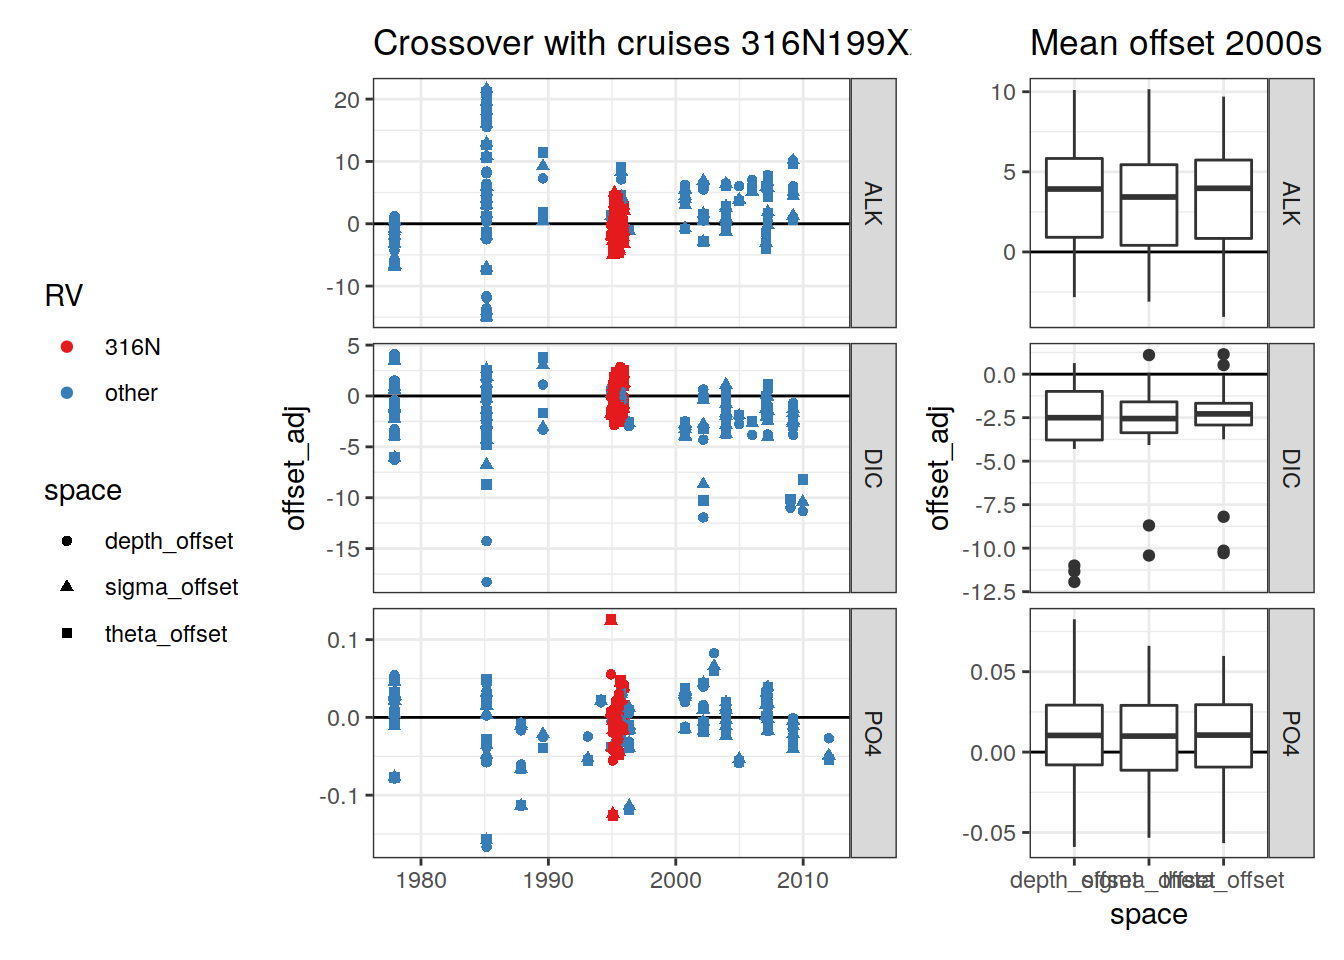 Crossover with cruises 316N199X
Mean offset 2000s
RV
316N
other
space
depth_offset
sigma_offset
theta_offset
offset_adj
20
10
0
-10
ALK
5
0
-5
-10
-15
DIC
0.1
0.0
-0.1
PO4
1980
1990
2000
2010
offset_adj
10
5
0
ALK
0.0
-2.5
-5.0
-7.5
-10.0
-12.5
DIC
0.05
0.00
-0.05
PO4
depth_offset
sigma_offset
theta_offset
space